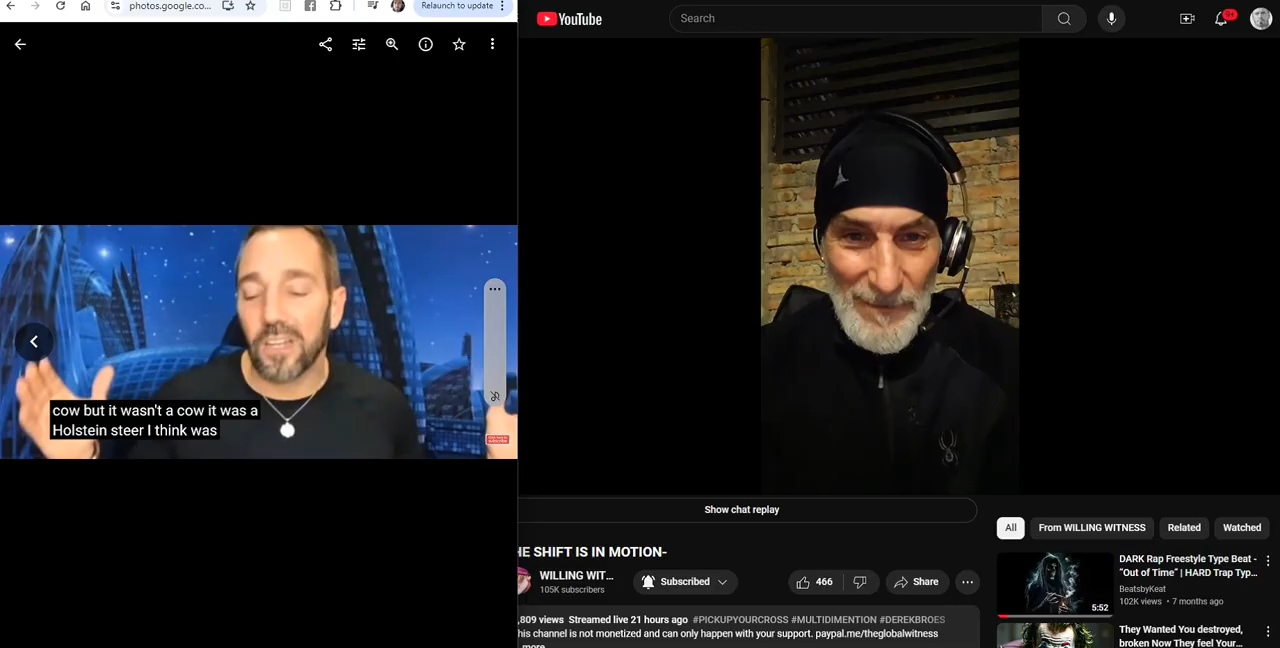 photos.google.co...
Relaunch to update
cow but it wasn't a cow it was a
Holstein steer I think was
YouTube
Search
9+
Show chat replay
HE SHIFT IS IN MOTION-
WILLING WIT...
105K subscribers
Subscribed
466
Share
,809 views Streamed live 21 hours ago #PICKUPYOURCROSS #MULTIDIMENTION #DEREKBROES
his channel is not monetized and can only happen with your support. paypal.me/theglobalwitness
...more
All
From WILLING WITNESS
Related
Watched
DARK Rap Freestyle Type Beat -
"Out of Time" | HARD Trap Typ...
BeatsbyKeat
102K views • 7 months ago
5:52
They Wanted You destroyed,
broken Now They feel Your...